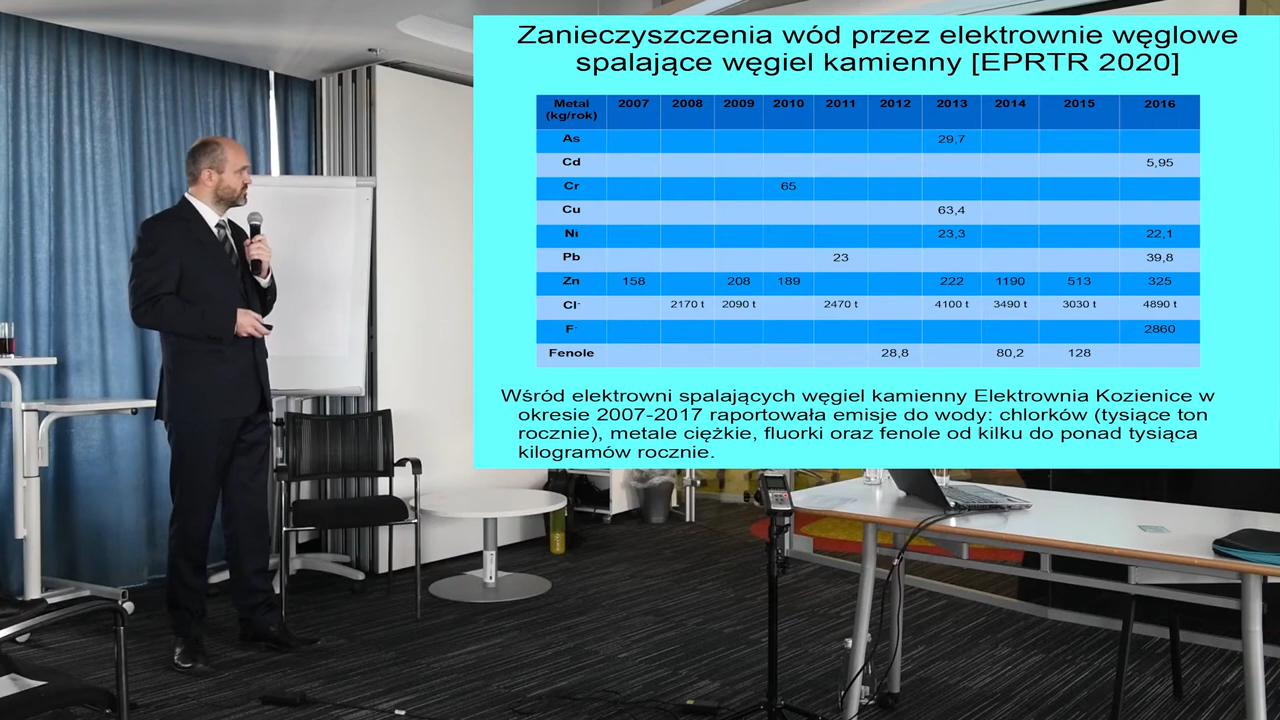 Zanieczyszczenia wód przez elektrownie węglowe
spalające węgiel kamienny [EPRTR 2020]
Metal (kg/rok) 2007 2008 2009 2010 2011 2012 2013 2014 2015 2016
As 29,7
Cd 5,95
Cr 65
Cu 63,4
Ni 23,3 22,1
Pb 23 39,8
Zn 158 208 189 222 1190 513 325
Cl- 2170 t 2090 t 2470 t 4100 t 3490 t 3030 t 4890 t
F- 2860
Fenole 28,8 80,2 128
Wśród elektrowni spalających węgiel kamienny Elektrownia Kozienice w
okresie 2007-2017 raportowała emisje do wody: chlorków (tysiące ton
rocznie), metale ciężkie, fluorki oraz fenole od kilku do ponad tysiąca
kilogramów rocznie.